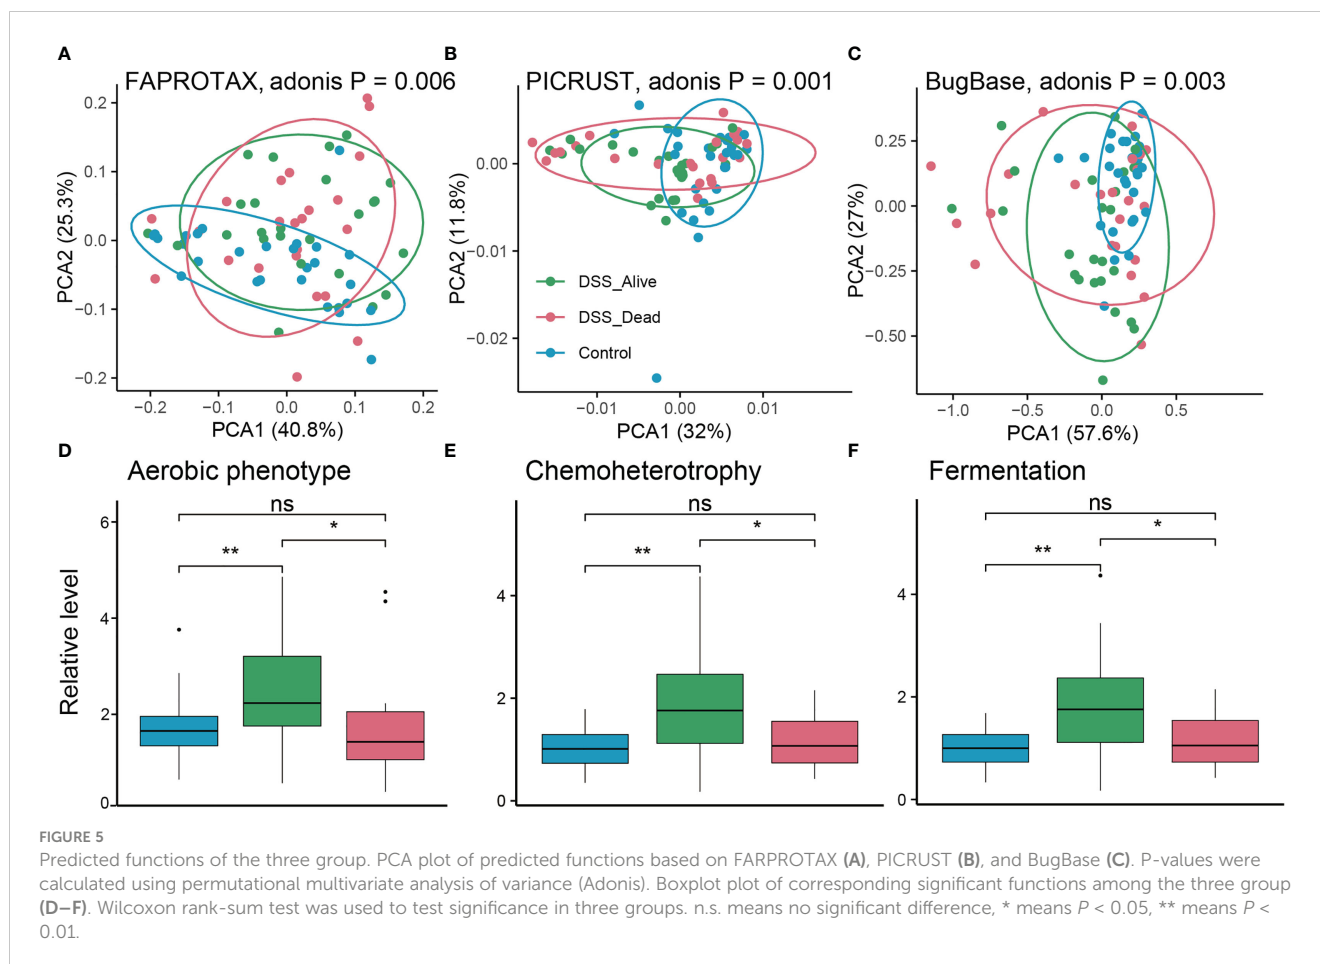 A
B
C
FAPROTAX, adonis P = 0.006
PICRUST, adonis P = 0.001
BugBase, adonis P = 0.003
PCA2 (25.3%)
0.2
0.1
0.0
−0.1
−0.2
−0.2
−0.1
0.0
0.1
0.2
PCA1 (40.8%)
PCA2 (11.8%)
0.00
−0.01
−0.02
DSS_Alive
DSS_Dead
Control
−0.01
0.00
0.01
PCA1 (32%)
PCA2 (27%)
0.25
0.00
−0.25
−0.50
−1.0
−0.5
0.0
0.5
PCA1 (57.6%)
D
E
F
Aerobic phenotype
Chemoheterotrophy
Fermentation
Relative level
6
4
2
0
ns
*
**
4
2
0
ns
*
**
4
2
0
ns
*
**
FIGURE 5
Predicted functions of the three group. PCA plot of predicted functions based on FARPROTAX (A), PICRUST (B), and BugBase (C). P-values were
calculated using permutational multivariate analysis of variance (Adonis). Boxplot plot of corresponding significant functions among the three group
(D–F). Wilcoxon rank-sum test was used to test significance in three groups. n.s. means no significant difference, * means P < 0.05, ** means P <
0.01.